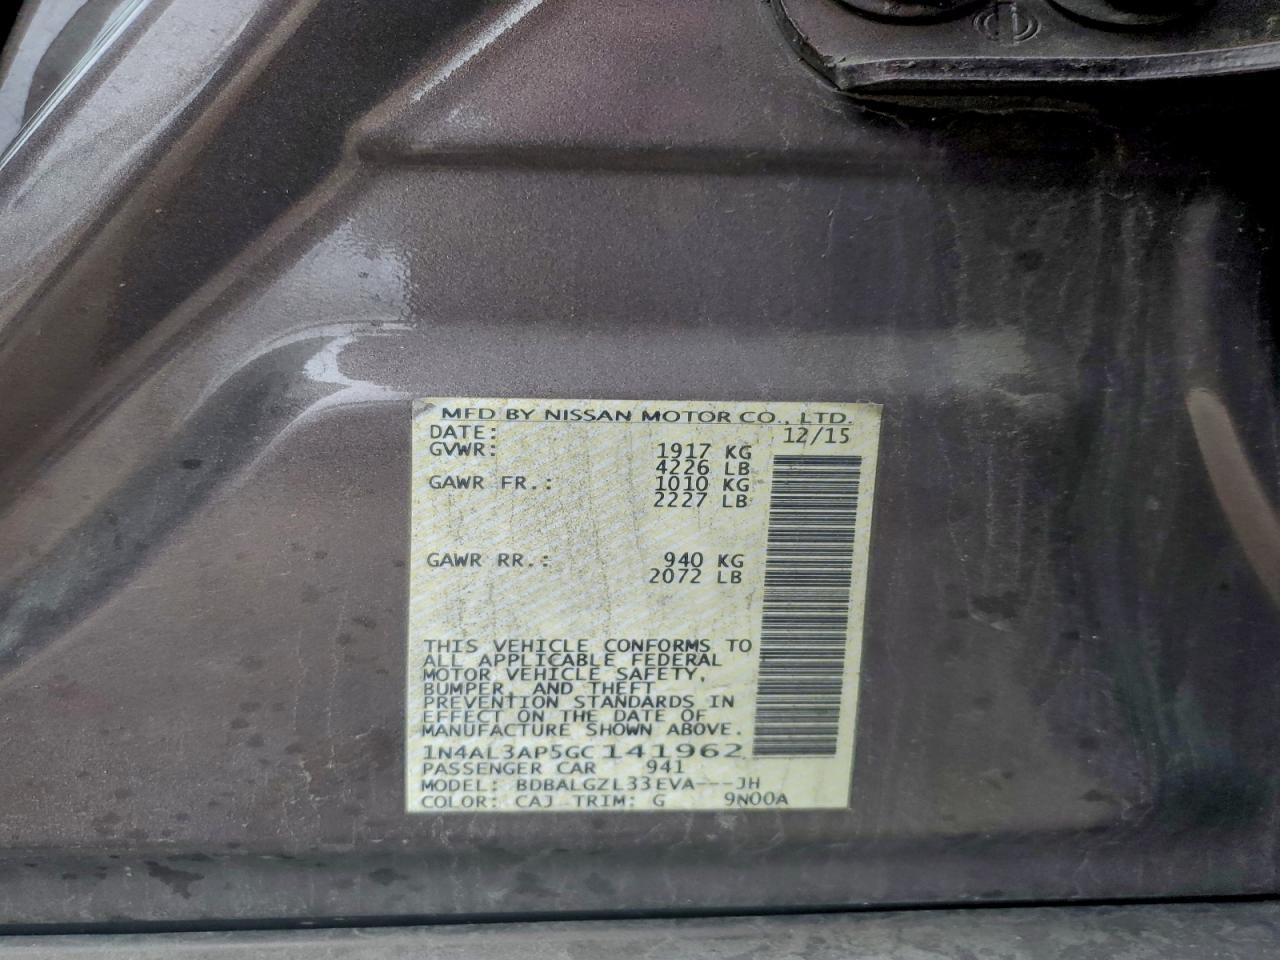 MFD BY NISSAN MOTOR CO., LTD.
DATE: 12/15
GVWR: 1917 KG
4226 LB
GAWR FR.: 1010 KG
2227 LB
GAWR RR.: 940 KG
2072 LB
THIS VEHICLE CONFORMS TO
ALL APPLICABLE FEDERAL
MOTOR VEHICLE SAFETY,
BUMPER, AND THEFT
PREVENTION STANDARDS IN
EFFECT ON THE DATE OF
MANUFACTURE SHOWN ABOVE.
1N4AL3AP5GC141962
PASSENGER CAR 941
MODEL: BDBALGZL33EVA---JH
COLOR: CAJ TRIM: G 9N00A